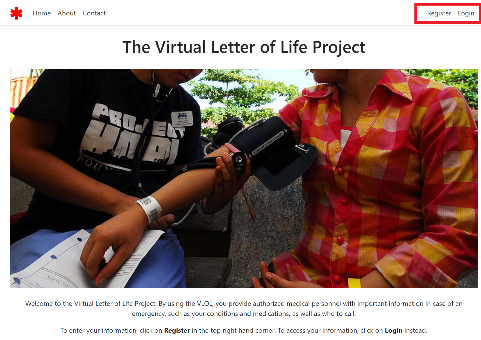 Home About Contact
Register Login
The Virtual Letter of Life Project
PROJECT
Welcome to the Virtual Letter of Life Project. By using the VLOL, you provide authorized medical personnel with important information in case of an
emergency, such as your conditions and medications, as well as who to call.
To enter your information, click on Register in the top right hand corner. To access your information, click on Login instead.